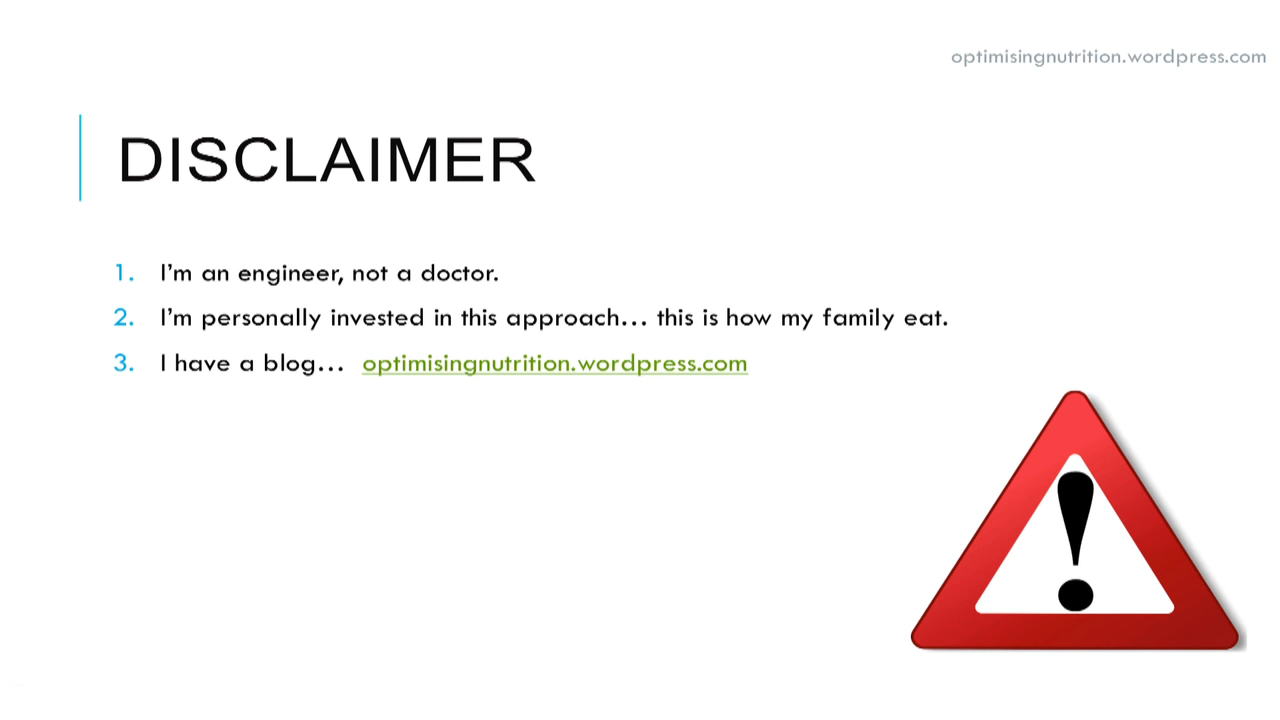 optimisingnutrition.wordpress.com
DISCLAIMER
1. I'm an engineer, not a doctor.
2. I'm personally invested in this approach… this is how my family eat.
3. I have a blog… optimisingnutrition.wordpress.com
!